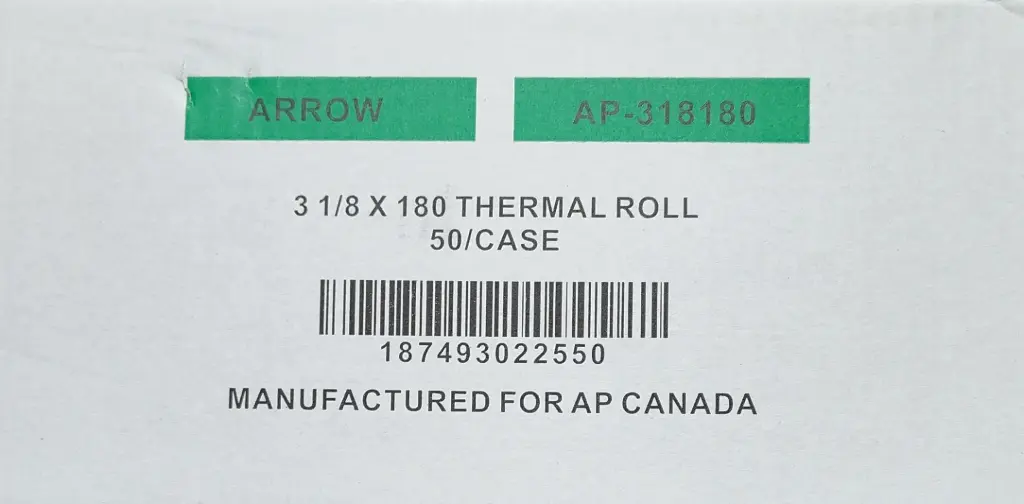 ARROW AP-318180
3 1/8 X 180 THERMAL ROLL
50/CASE
187493022550
MANUFACTURED FOR AP CANADA